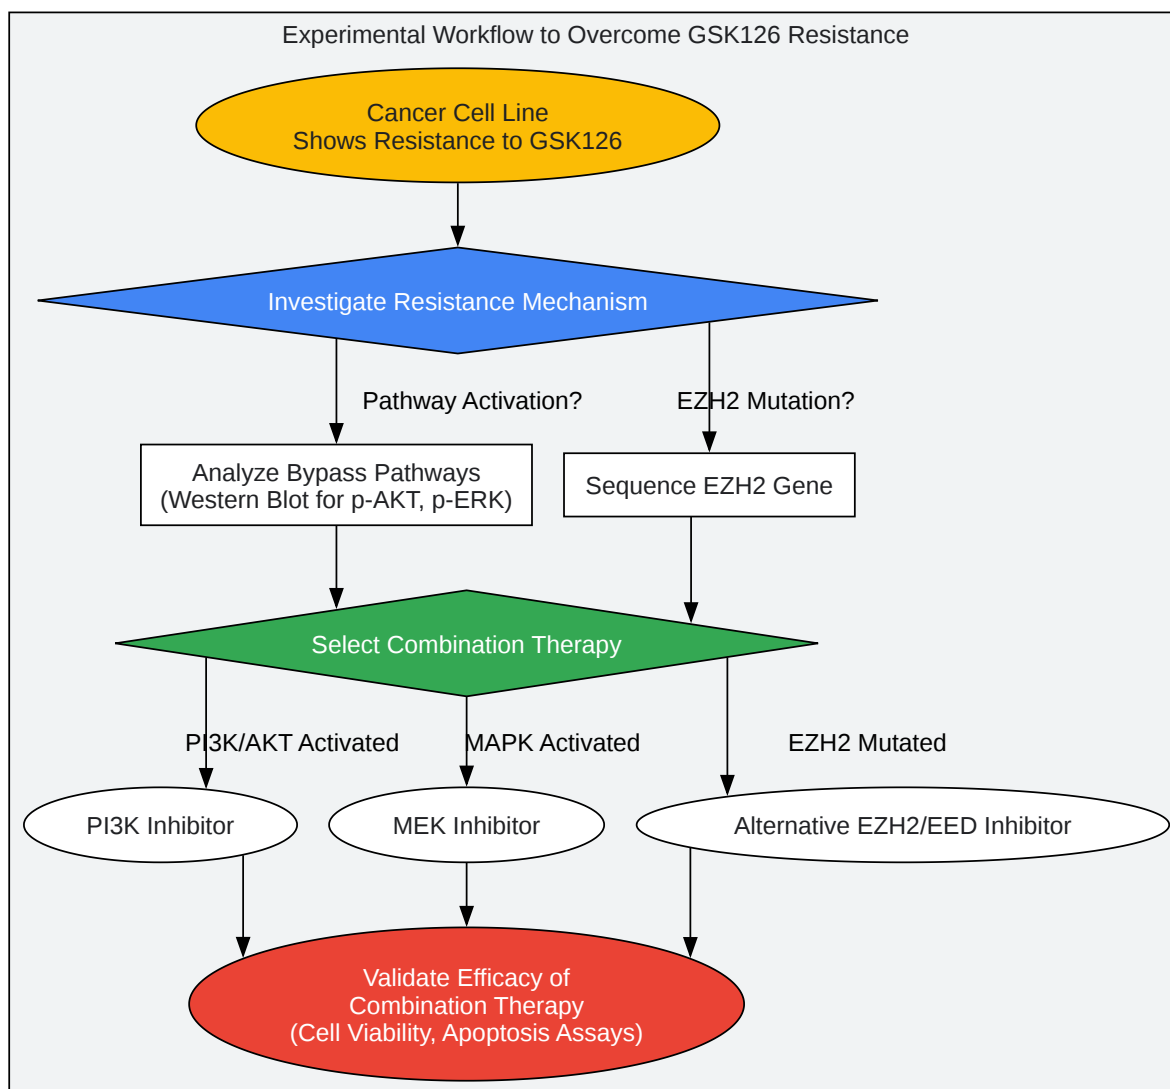 Experimental Workflow to Overcome GSK126 Resistance
Cancer Cell Line
Shows Resistance to GSK126
Investigate Resistance Mechanism
Pathway Activation?
EZH2 Mutation?
Analyze Bypass Pathways
(Western Blot for p-AKT, p-ERK)
Sequence EZH2 Gene
Select Combination Therapy
PI3K/AKT Activated
MAPK Activated
EZH2 Mutated
PI3K Inhibitor
MEK Inhibitor
Alternative EZH2/EED Inhibitor
Validate Efficacy of
Combination Therapy
(Cell Viability, Apoptosis Assays)